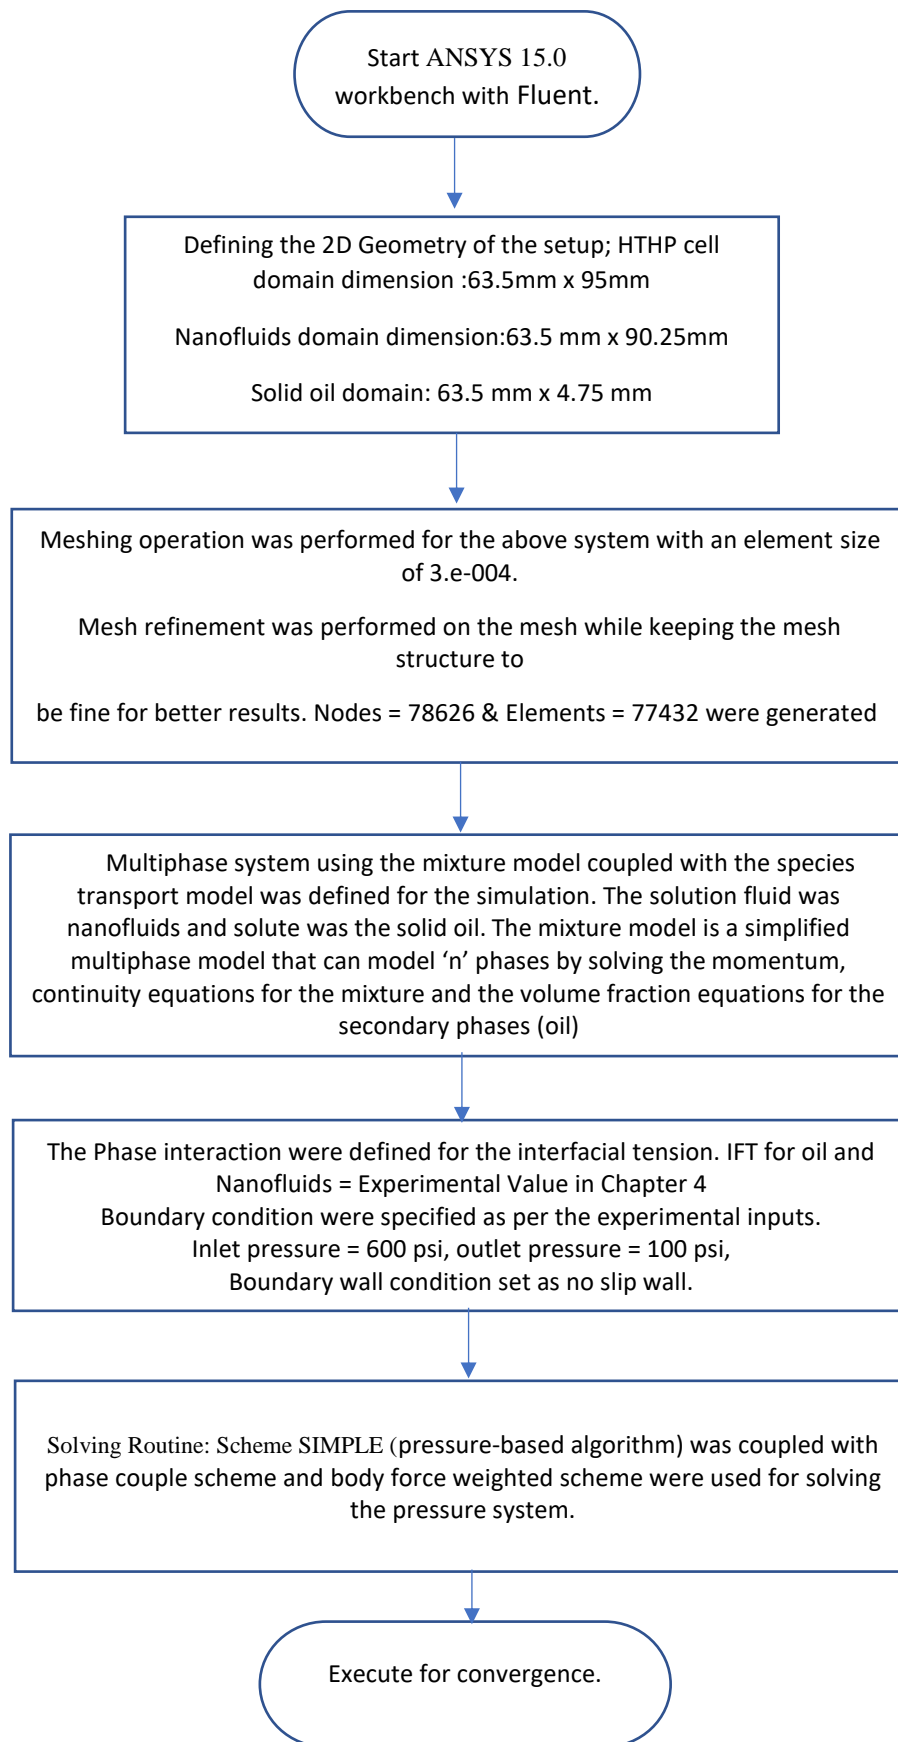 Start ANSYS 15.0
workbench with Fluent.
Defining the 2D Geometry of the setup; HTHP cell
domain dimension :63.5mm x 95mm
Nanofluids domain dimension:63.5 mm x 90.25mm
Solid oil domain: 63.5 mm x 4.75 mm
Meshing operation was performed for the above system with an element size
of 3.e-004.
Mesh refinement was performed on the mesh while keeping the mesh
structure to
be fine for better results. Nodes = 78626 & Elements = 77432 were generated
Multiphase system using the mixture model coupled with the species
transport model was defined for the simulation. The solution fluid was
nanofluids and solute was the solid oil. The mixture model is a simplified
multiphase model that can model ‘n’ phases by solving the momentum,
continuity equations for the mixture and the volume fraction equations for the
secondary phases (oil)
The Phase interaction were defined for the interfacial tension. IFT for oil and
Nanofluids = Experimental Value in Chapter 4
Boundary condition were specified as per the experimental inputs.
Inlet pressure = 600 psi, outlet pressure = 100 psi,
Boundary wall condition set as no slip wall.
Solving Routine: Scheme SIMPLE (pressure-based algorithm) was coupled with
phase couple scheme and body force weighted scheme were used for solving
the pressure system.
Execute for convergence.